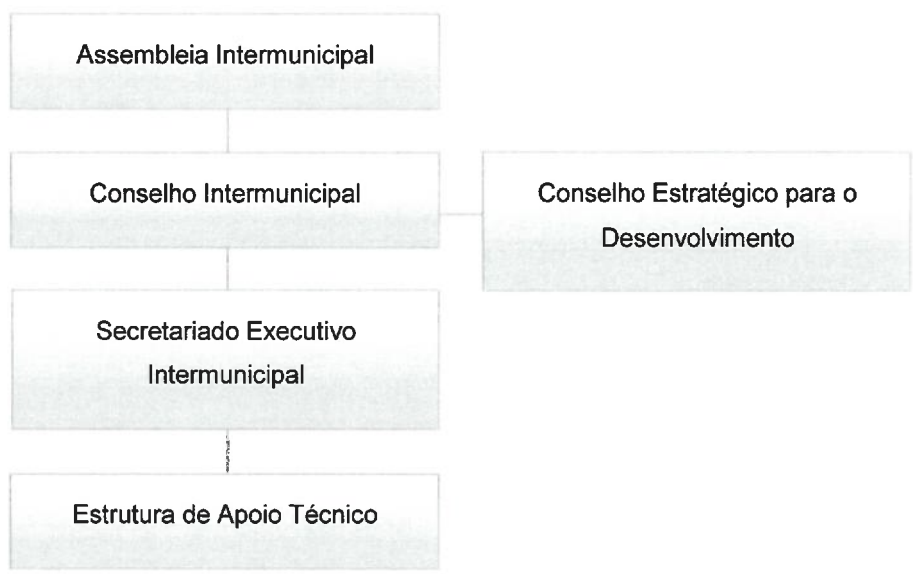 Assembleia Intermunicipal
Conselho Intermunicipal
Conselho Estratégico para o
Desenvolvimento
Secretariado Executivo
Intermunicipal
Estrutura de Apoio Técnico